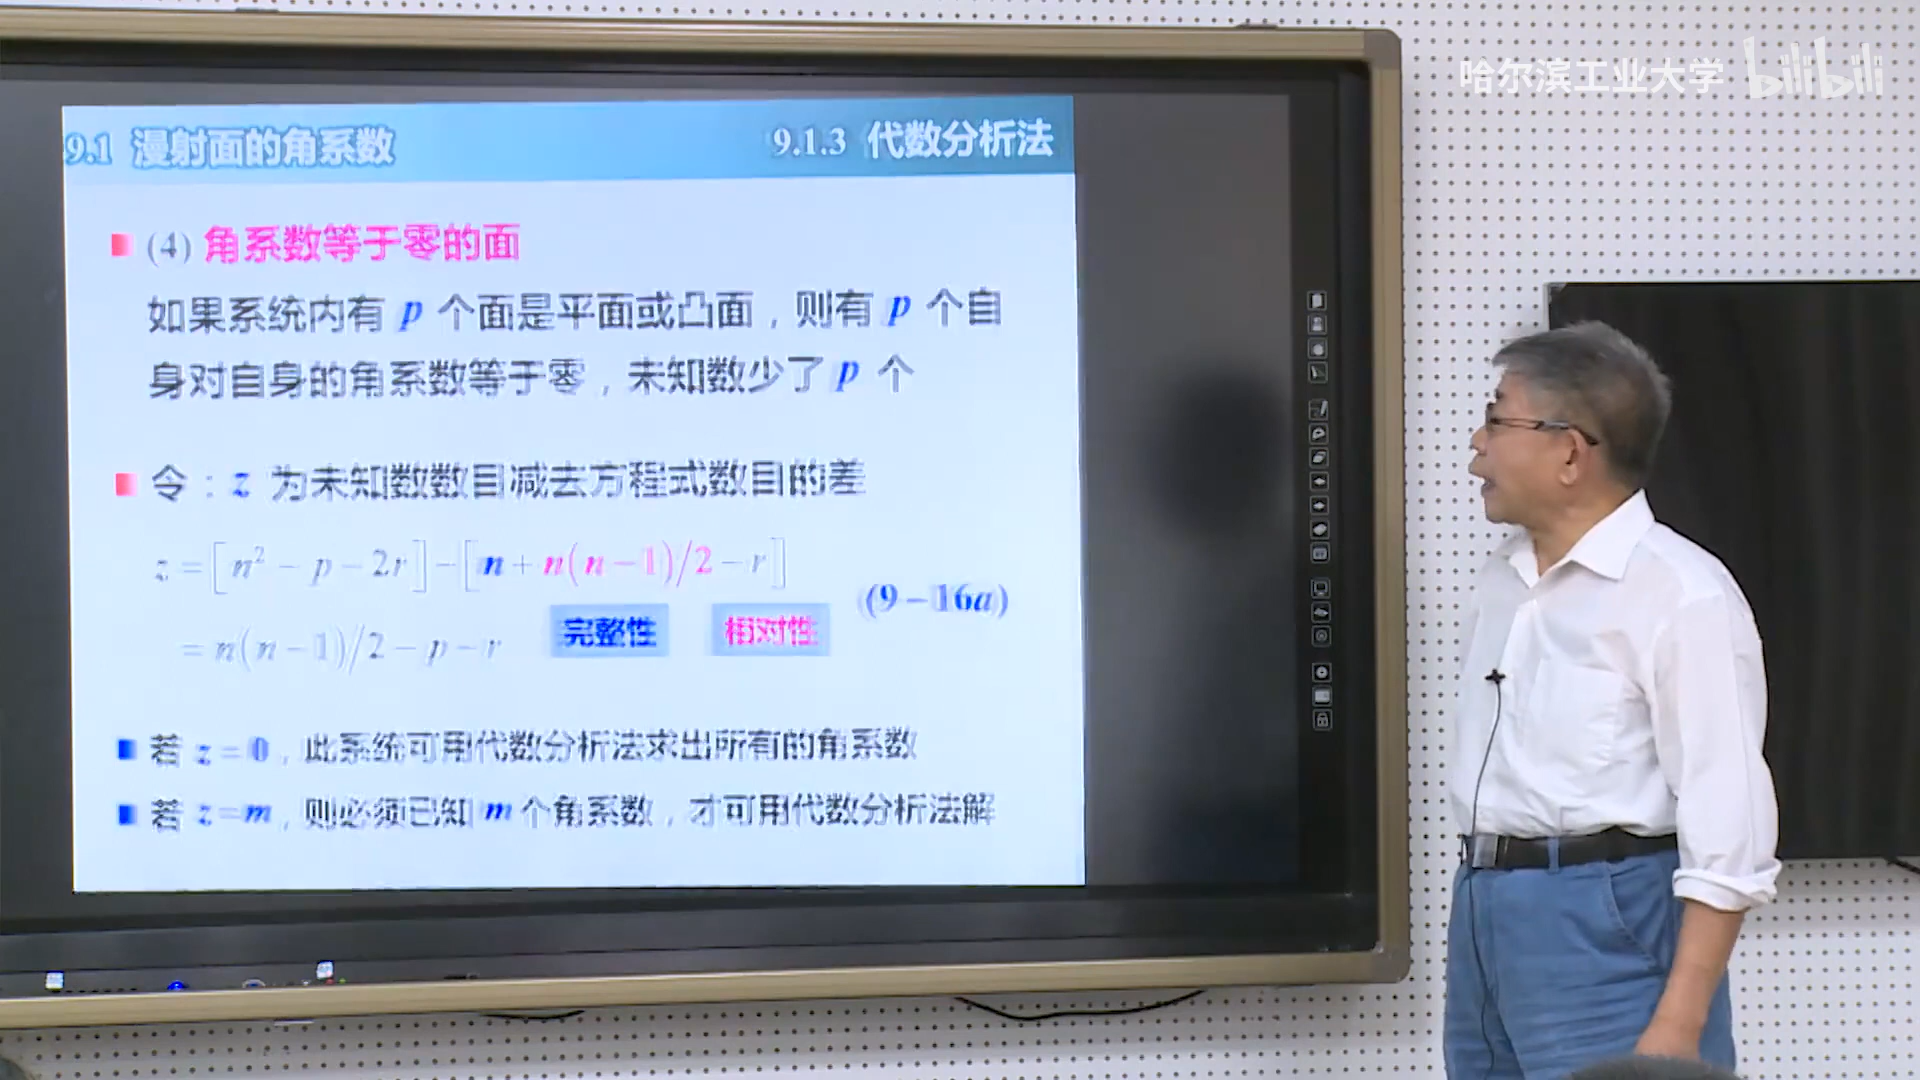 哈尔滨工业大学 bilibili
9.1 漫射面的角系数 9.1.3 代数分析法
(4) 角系数等于零的面
如果系统内有 p 个面是平面或凸面，则有 p 个自
身对自身的角系数等于零，未知数少了 p 个
令：z 为未知数数目减去方程式数目的差
z = [n² − p − 2r] − [n + n(n − 1)/2 − r]
(9 − 16a)
= n(n − 1)/2 − p − r
完整性 相对性
若 z = 0，此系统可用代数分析法求出所有的角系数
若 z=m，则必须已知 m 个角系数，才可用代数分析法解